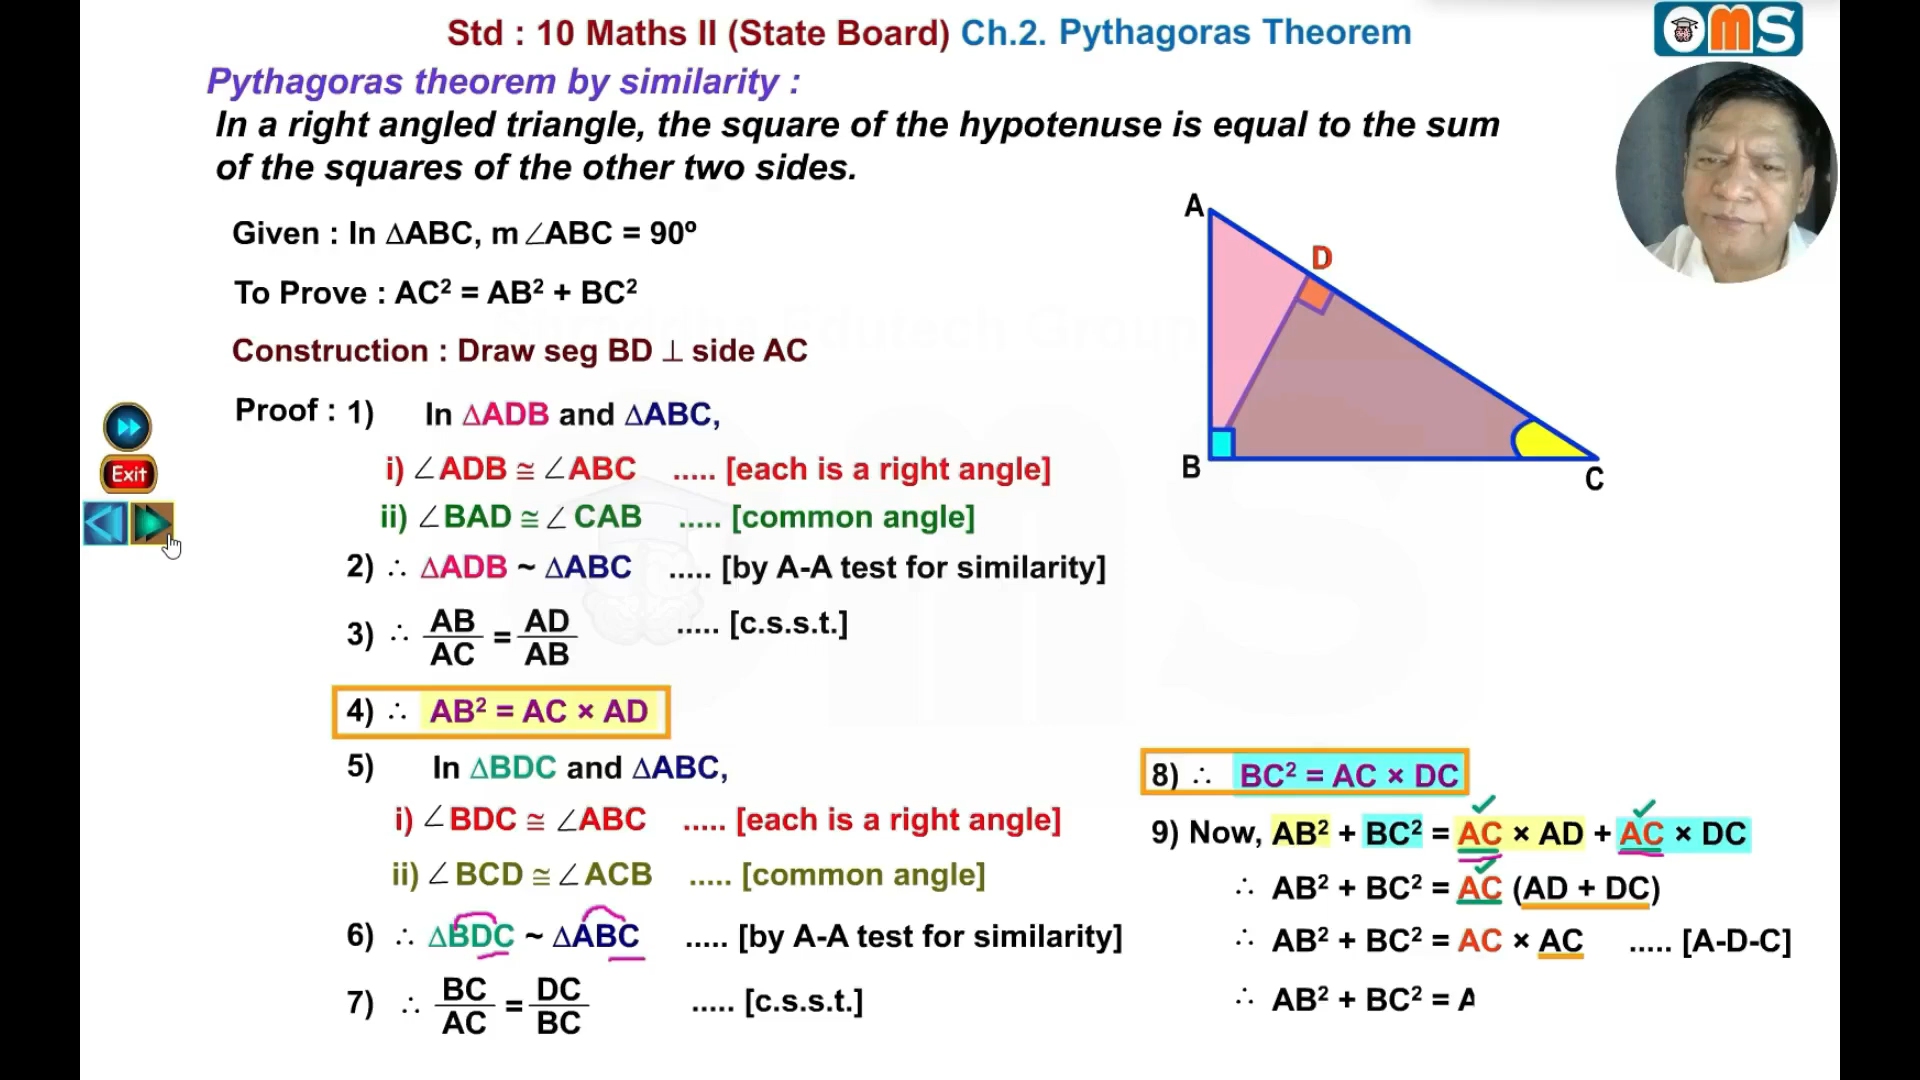 Std : 10 Maths II (State Board) Ch.2. Pythagoras Theorem
OMS
Pythagoras theorem by similarity :
In a right angled triangle, the square of the hypotenuse is equal to the sum
of the squares of the other two sides.
Given : In ΔABC, m∠ABC = 90º
To Prove : AC² = AB² + BC²
Construction : Draw seg BD ⊥ side AC
A
D
B
C
Exit
Proof : 1) In ΔADB and ΔABC,
i) ∠ADB ≅ ∠ABC ..... [each is a right angle]
ii) ∠BAD ≅ ∠CAB ..... [common angle]
2) ∴ ΔADB ~ ΔABC ..... [by A-A test for similarity]
3) ∴ AB/AC = AD/AB ..... [c.s.s.t.]
4) ∴ AB² = AC × AD
5) In ΔBDC and ΔABC,
i) ∠BDC ≅ ∠ABC ..... [each is a right angle]
ii) ∠BCD ≅ ∠ACB ..... [common angle]
6) ∴ ΔBDC ~ ΔABC ..... [by A-A test for similarity]
7) ∴ BC/AC = DC/BC ..... [c.s.s.t.]
8) ∴ BC² = AC × DC
9) Now, AB² + BC² = AC × AD + AC × DC
∴ AB² + BC² = AC (AD + DC)
∴ AB² + BC² = AC × AC ..... [A-D-C]
∴ AB² + BC² = A